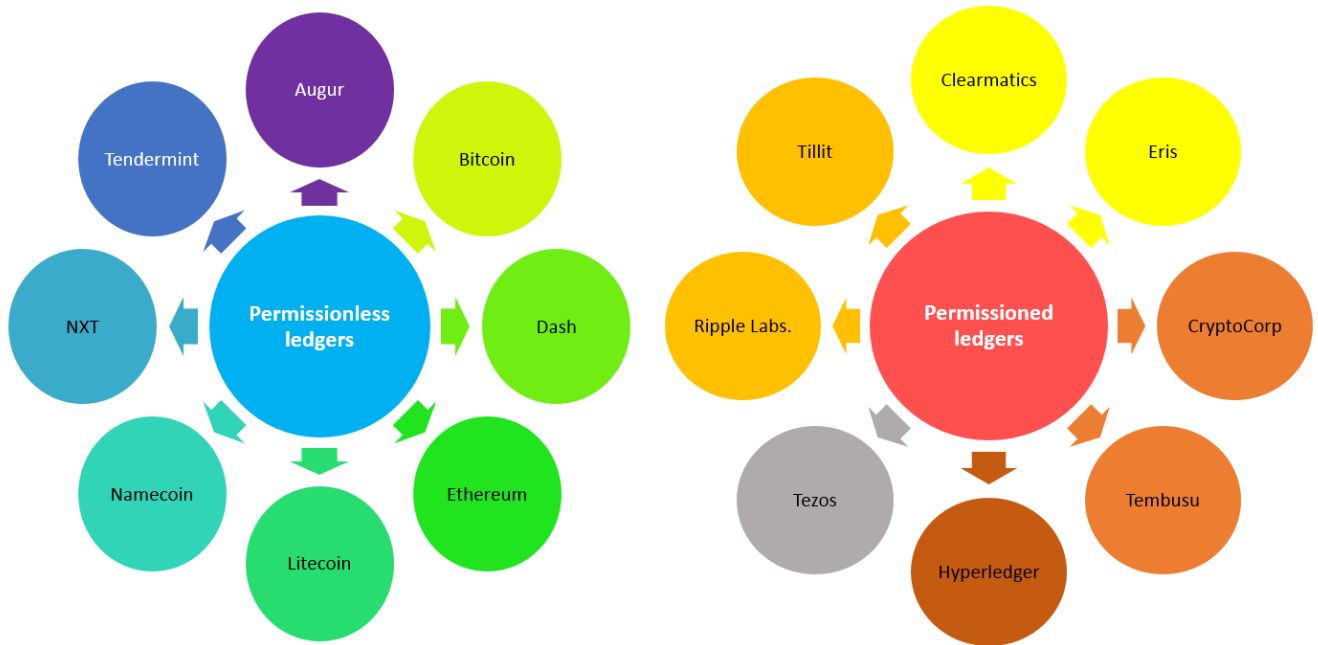 Augur
Bitcoin
Dash
Ethereum
Litecoin
Namecoin
NXT
Tendermint
Permissionless
ledgers
Clearmatics
Eris
CryptoCorp
Tembusu
Hyperledger
Tezos
Ripple Labs.
Tillit
Permissioned
ledgers